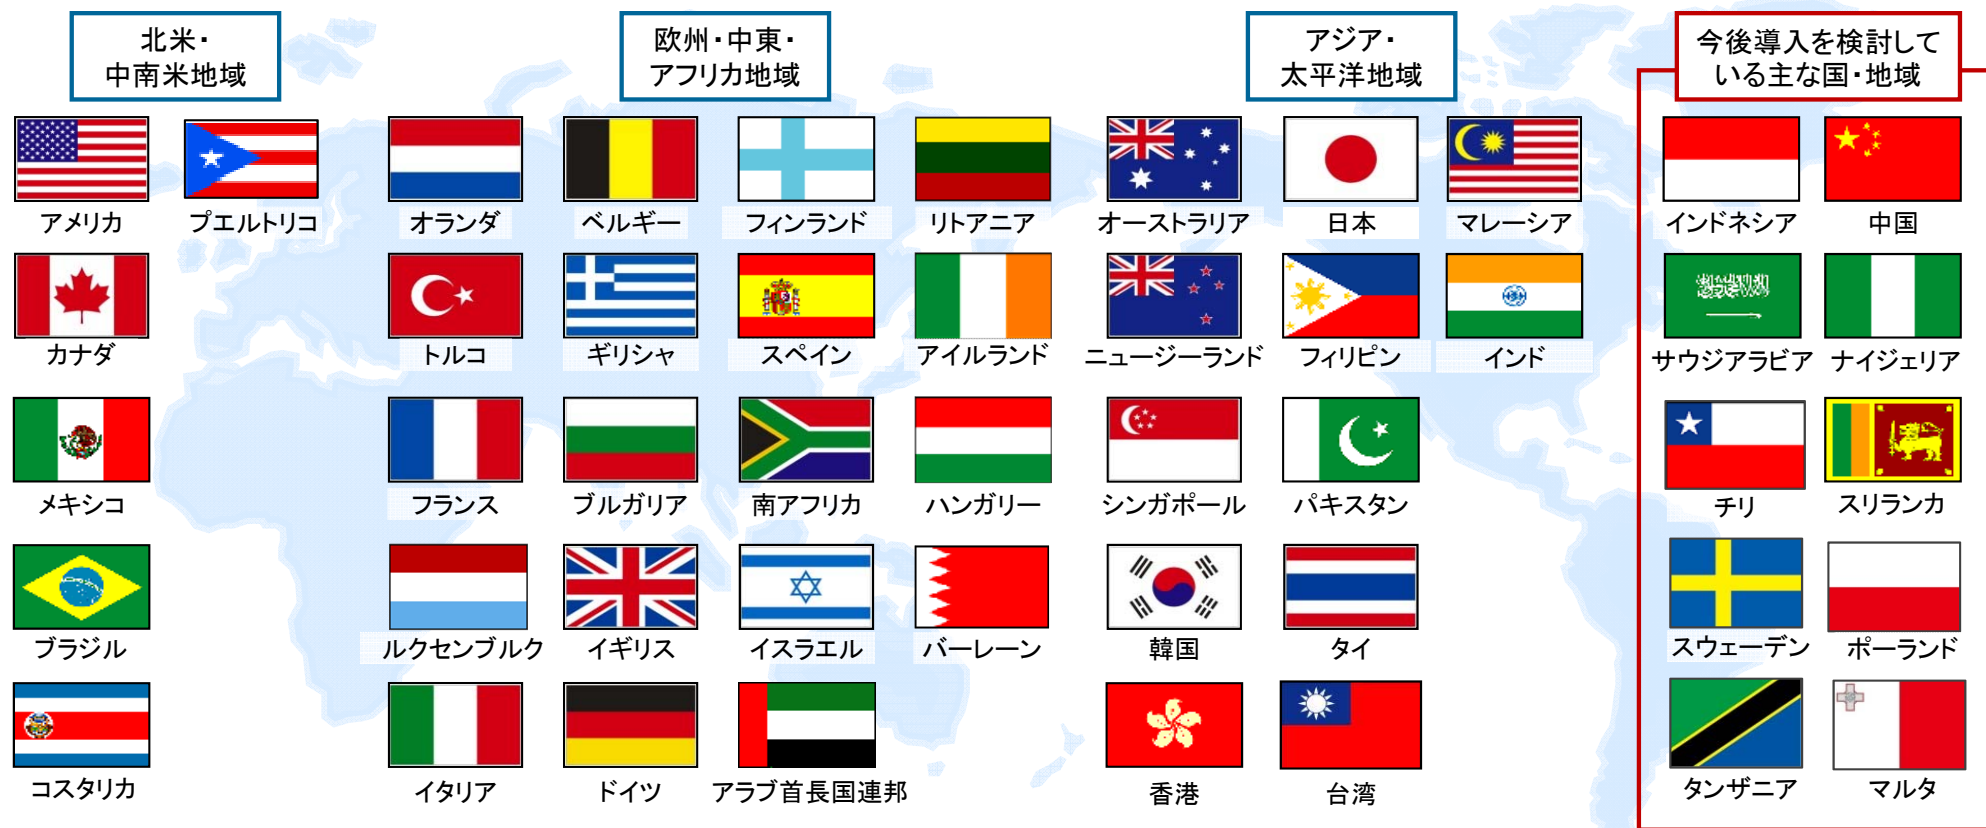 北米・
中南米地域
欧州・中東・
アフリカ地域
アジア・
太平洋地域
今後導入を検討して
いる主な国・地域
アメリカ
プエルトリコ
オランダ
ベルギー
フィンランド
リトアニア
オーストラリア
日本
マレーシア
インドネシア
中国
カナダ
トルコ
ギリシャ
スペイン
アイルランド
ニュージーランド
フィリピン
インド
サウジアラビア
ナイジェリア
メキシコ
フランス
ブルガリア
南アフリカ
ハンガリー
シンガポール
パキスタン
チリ
スリランカ
ブラジル
ルクセンブルク
イギリス
イスラエル
バーレーン
韓国
タイ
スウェーデン
ポーランド
コスタリカ
イタリア
ドイツ
アラブ首長国連邦
香港
台湾
タンザニア
マルタ